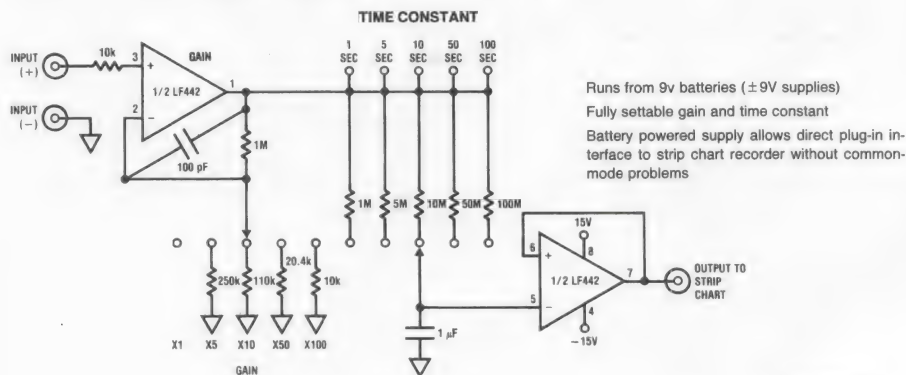 TIME CONSTANT
1 SEC
5 SEC
10 SEC
50 SEC
100 SEC
INPUT (+)
10k
3
+
GAIN
1/2 LF442
1
INPUT (−)
2
−
100 pF
1M
Runs from 9v batteries (±9V supplies)
Fully settable gain and time constant
Battery powered supply allows direct plug-in in-
terface to strip chart recorder without common-
mode problems
1M
5M
10M
50M
100M
250k
110k
20.4k
10k
X1
X5
X10
X50
X100
GAIN
1 μF
6
+
15V
8
1/2 LF442
7
5
−
4
−15V
OUTPUT TO
STRIP
CHART